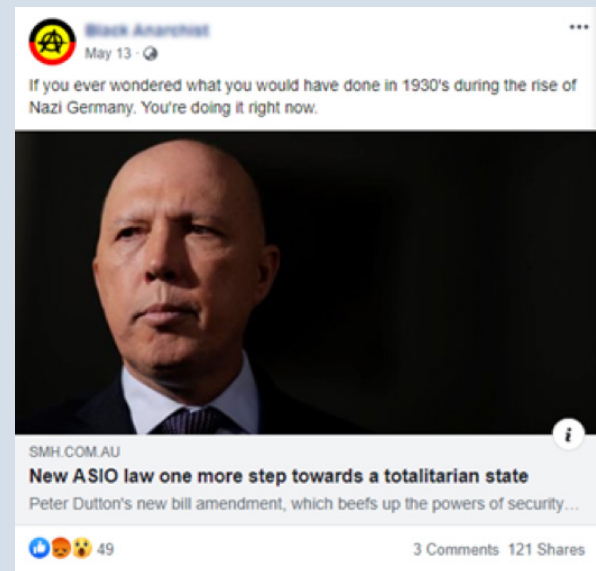 May 13
If you ever wondered what you would have done in 1930's during the rise of
Nazi Germany. You're doing it right now.
SMH.COM.AU
New ASIO law one more step towards a totalitarian state
Peter Dutton's new bill amendment, which beefs up the powers of security...
49
3 Comments 121 Shares